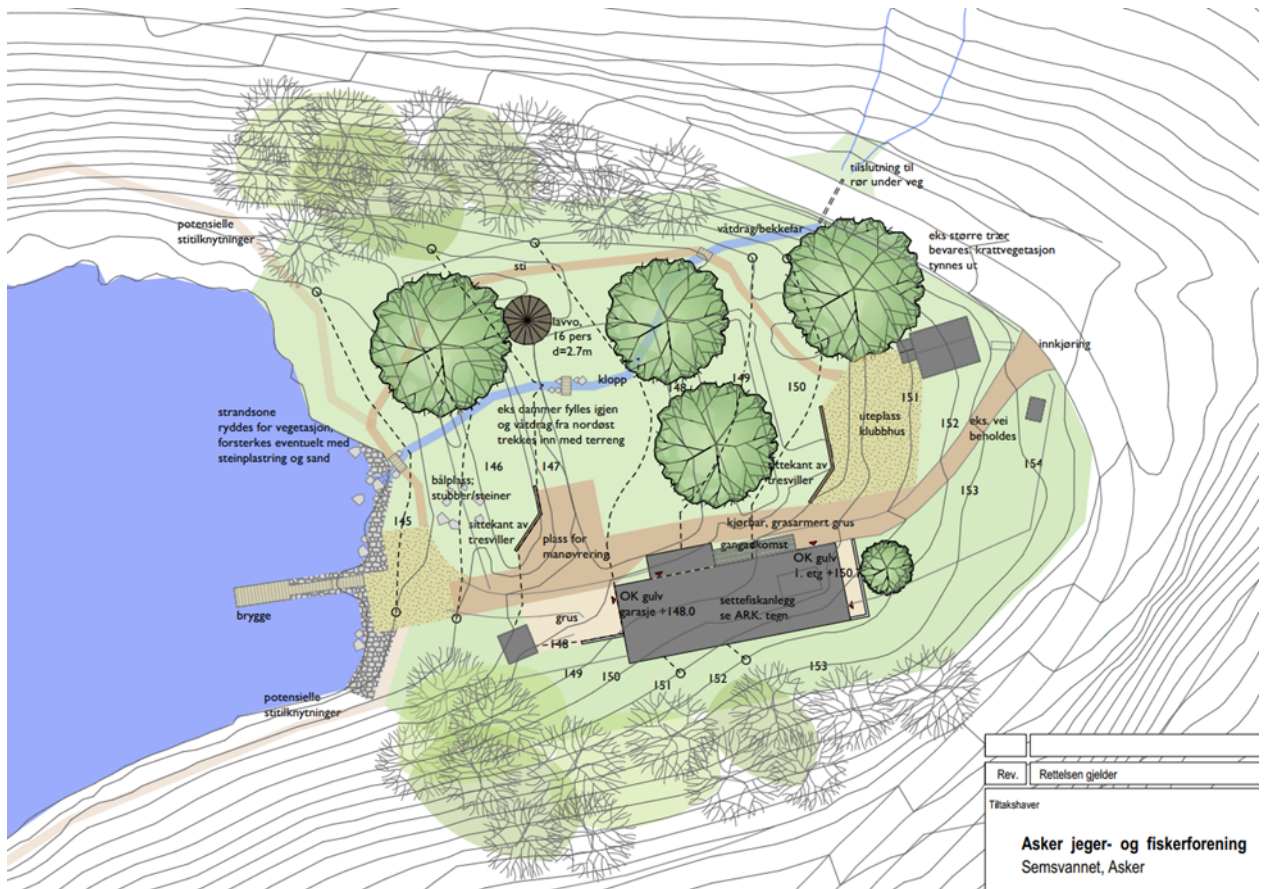 tilslutning til
rør under veg
potensielle
stitilknytninger
våtdrag/bekkefar
eks større trær
bevares; krattvegetasjon
tynnes ut
sti
lavvo,
16 pers
d=2.7m
innkjøring
klopp
148
149
150
151
uteplass
klubbhus
152
eks. vei
beholdes
strandsone
ryddes for vegetasjon,
forsterkes eventuelt med
steinplastring og sand
eks dammer fylles igjen
og våtdrag fra nordøst
trekkes inn med terreng
146
147
154
153
bålplass;
stubber/steiner
sittekant av
tresviller
145
sittekant av
tresviller
plass for
manøvrering
kjørbar, grasarmert grus
gangadkomst
OK gulv
1. etg +150.
OK gulv
garasje +148.0
settefiskanlegg
se ARK. tegn.
brygge
grus
148
149
150
151
152
153
potensielle
stitilknytninger
Rev.
Rettelsen gjelder
Tiltakshaver
Asker jeger- og fiskerforening
Semsvannet, Asker